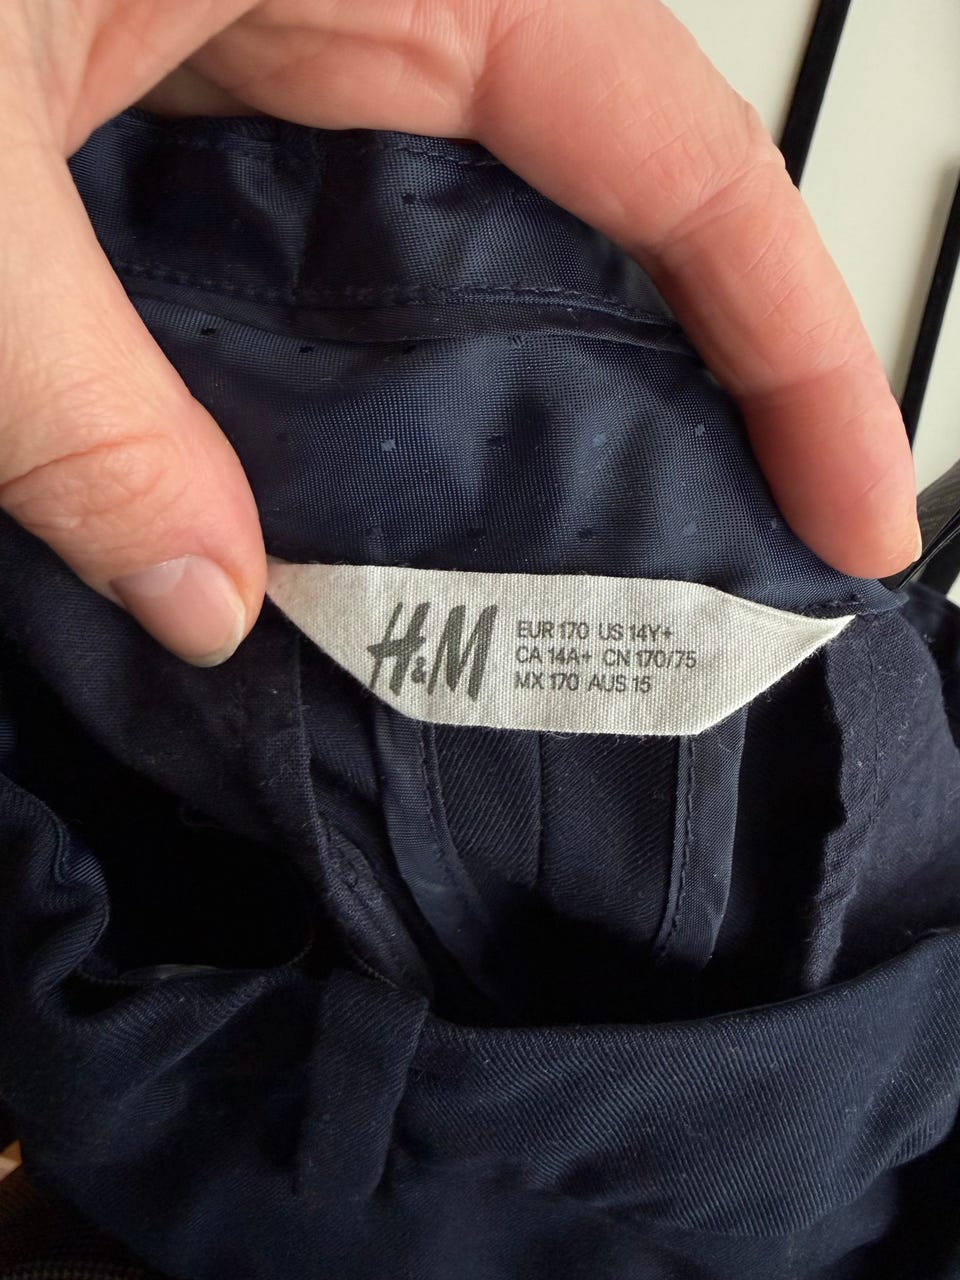 H&M
EUR 170 US 14Y+
CA 14A+ CN 170/75
MX 170 AUS 15